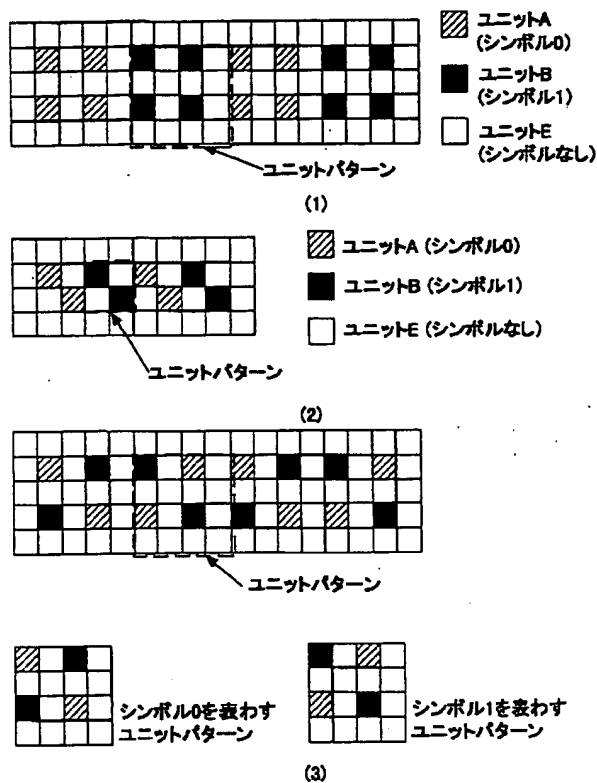 ユニットA
(シンボル0)
ユニットB
(シンボル1)
ユニットE
(シンボルなし)
ユニットパターン
(1)
ユニットA (シンボル0)
ユニットB (シンボル1)
ユニットE (シンボルなし)
ユニットパターン
(2)
ユニットパターン
シンボル0を表わす
ユニットパターン
シンボル1を表わす
ユニットパターン
(3)